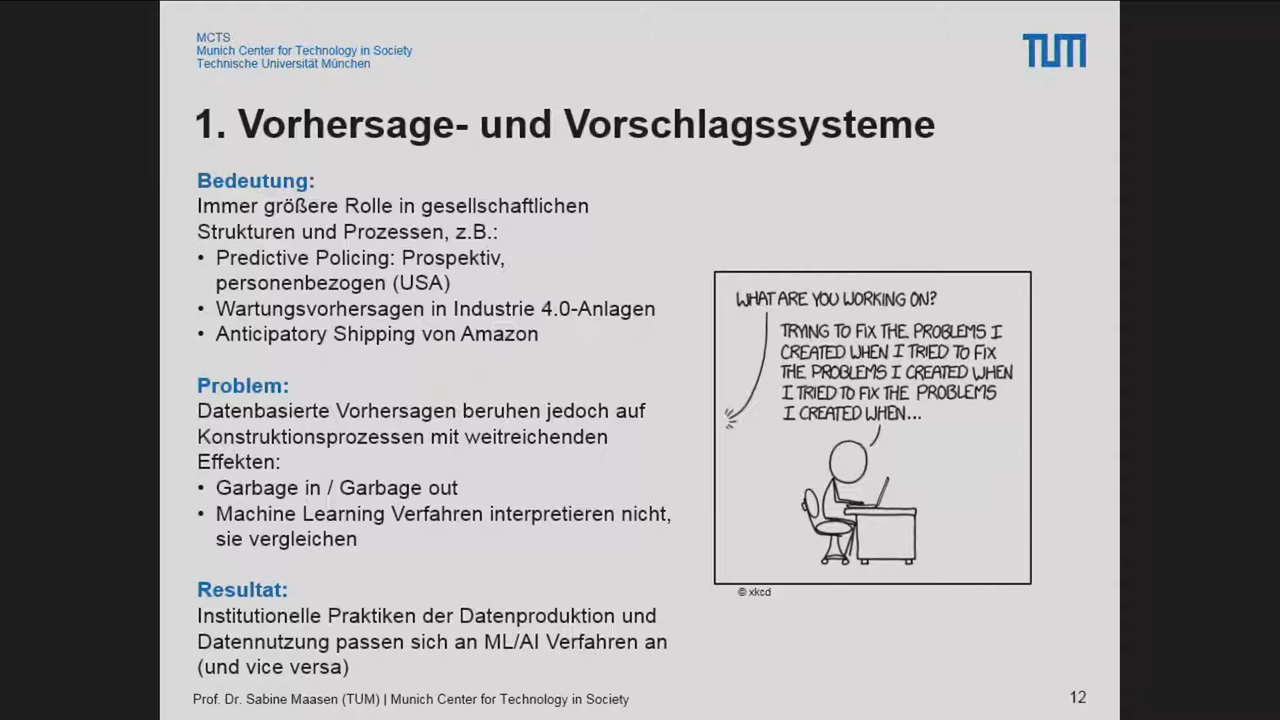 MCTS
Munich Center for Technology in Society
Technische Universität München
TUM
1. Vorhersage- und Vorschlagssysteme
Bedeutung:
Immer größere Rolle in gesellschaftlichen
Strukturen und Prozessen, z.B.:
• Predictive Policing: Prospektiv,
personenbezogen (USA)
• Wartungsvorhersagen in Industrie 4.0-Anlagen
• Anticipatory Shipping von Amazon
Problem:
Datenbasierte Vorhersagen beruhen jedoch auf
Konstruktionsprozessen mit weitreichenden
Effekten:
• Garbage in / Garbage out
• Machine Learning Verfahren interpretieren nicht,
sie vergleichen
Resultat:
Institutionelle Praktiken der Datenproduktion und
Datennutzung passen sich an ML/AI Verfahren an
(und vice versa)
WHAT ARE YOU WORKING ON?
TRYING TO FIX THE PROBLEMS I
CREATED WHEN I TRIED TO FIX
THE PROBLEMS I CREATED WHEN
I TRIED TO FIX THE PROBLEMS
I CREATED WHEN...
© xkcd
Prof. Dr. Sabine Maasen (TUM) | Munich Center for Technology in Society
12